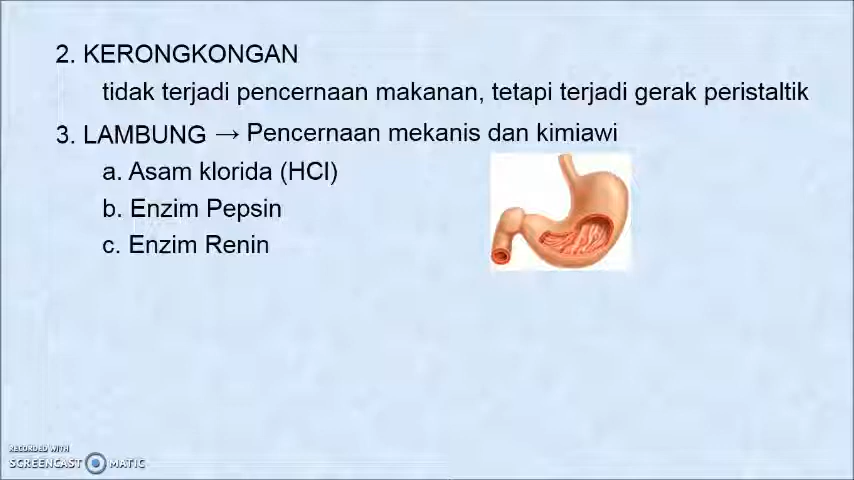 2. KERONGKONGAN
tidak terjadi pencernaan makanan, tetapi terjadi gerak peristaltik
3. LAMBUNG → Pencernaan mekanis dan kimiawi
a. Asam klorida (HCl)
b. Enzim Pepsin
c. Enzim Renin
RECORDED WITH
SCREENCAST MATIC